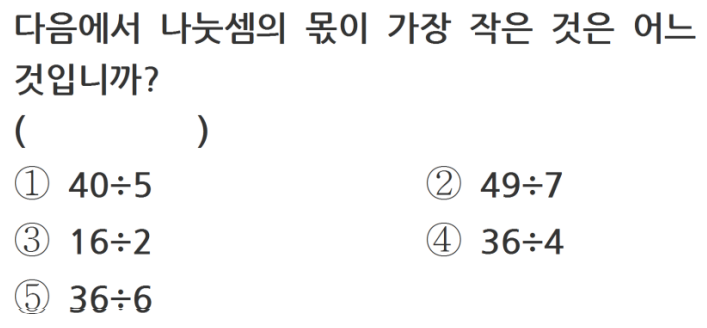 다음에서 나눗셈의 몫이 가장 작은 것은 어느
것입니까?
( )
① 40÷5 ② 49÷7
③ 16÷2 ④ 36÷4
⑤ 36÷6